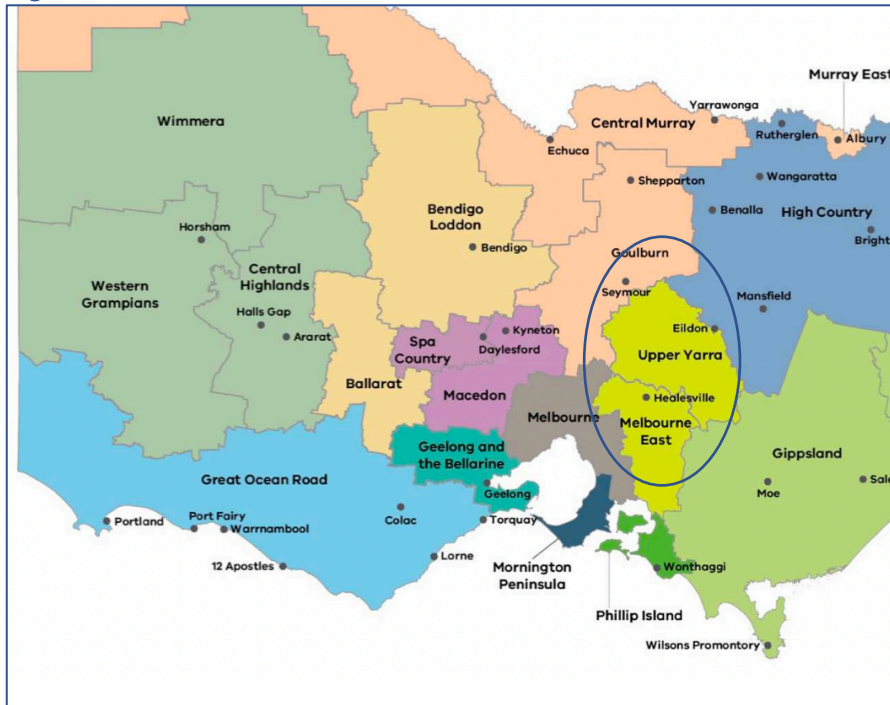 Murray East
Yarrawonga
Wimmera
Central Murray
Rutherglen
Albury
Echuca
Shepparton
Wangaratta
Bendigo
Loddon
Benalla
High Country
Horsham
Bright
Bendigo
Goulburn
Central
Highlands
Western
Grampians
Seymour
Mansfield
Halls Gap
Kyneton
Eildon
Ararat
Spa
Country
Daylesford
Upper Yarra
Ballarat
Macedon
Healesville
Melbourne
Melbourne
East
Geelong and
the Bellarine
Gippsland
Great Ocean Road
Geelong
Moe
Sale
Colac
Portland
Port Fairy
Torquay
Warrnambool
Lorne
12 Apostles
Mornington
Peninsula
Wonthaggi
Phillip Island
Wilsons Promontory